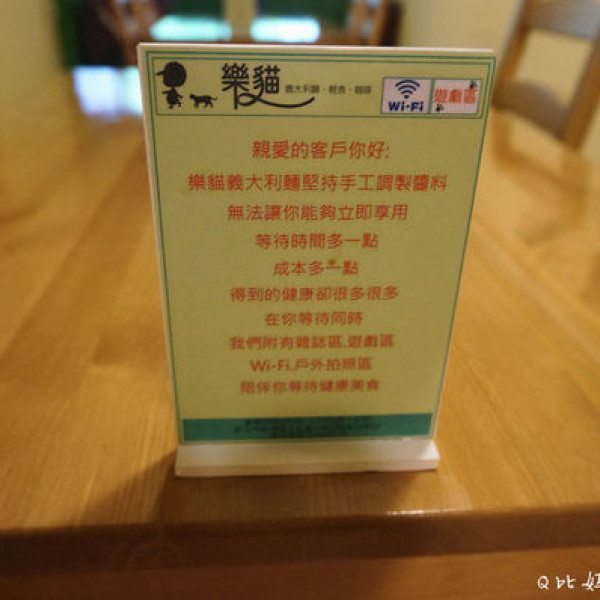 樂貓 義大利麵、輕食、咖啡
Wi-Fi 遊戲區
親愛的客戶你好:
樂貓義大利麵堅持手工調製醬料
無法讓你能夠立即享用
等待時間多一點
成本多一點
得到的健康卻很多很多
在你等待同時
我們附有雜誌區.遊戲區
Wi-Fi.戶外拍照區
陪伴你等待健康美食
Q比